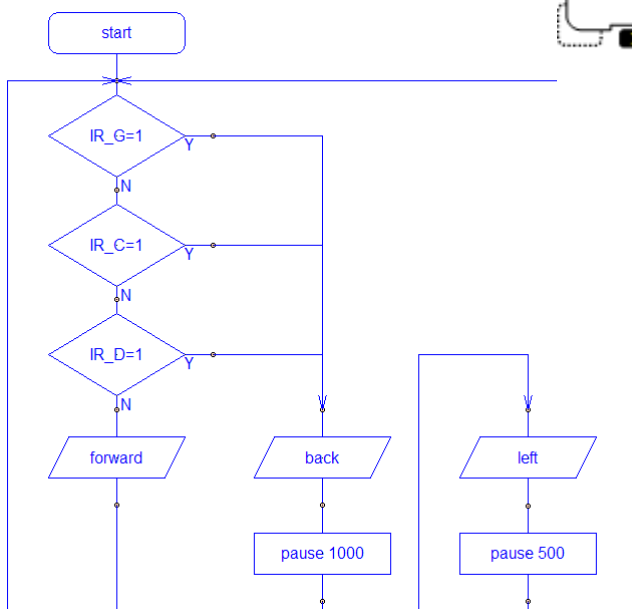 start
IR_G=1
Y
N
IR_C=1
Y
N
IR_D=1
Y
N
forward
back
left
pause 1000
pause 500